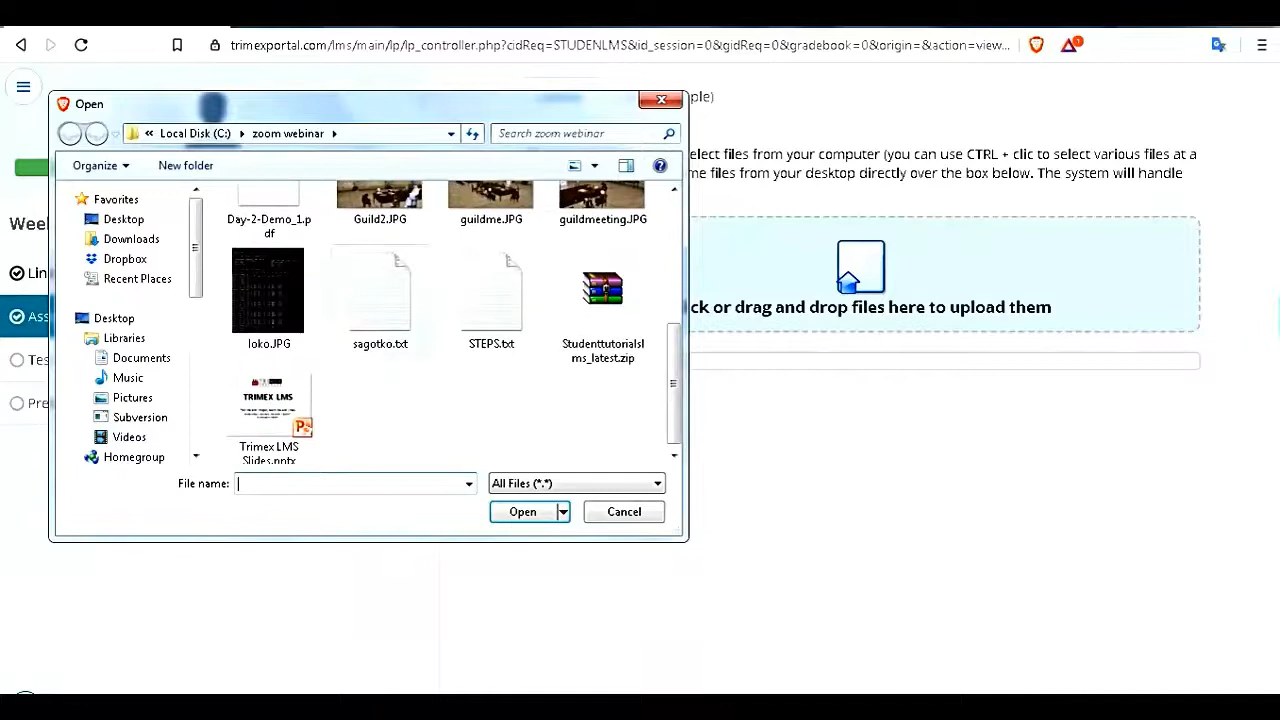 trimexportal.com/lms/main/lp/lp_controller.php?cidReq=STUDENLMS&id_session=0&gidReq=0&gradebook=0&origin=&action=view...
1
Open
ple)
« Local Disk (C:) zoom webinar
Search zoom webinar
elect files from your computer (you can use CTRL + clic to select various files at a
Organize
New folder
me files from your desktop directly over the box below. The system will handle
Favorites
Desktop
Downloads
Dropbox
Recent Places
Desktop
Libraries
Documents
Music
Pictures
Subversion
Videos
Homegroup
Day-2-Demo_1.p
df
Guild2.JPG
guildme.JPG
guildmeeting.JPG
loko.JPG
sagotko.txt
STEPS.txt
Studenttutorialsl
ms_latest.zip
TRIMEX LMS
Trimex LMS
Slides.pptx
Weel
Lin
Ass
Tes
Pre
ck or drag and drop files here to upload them
File name:
All Files (*.*)
Open
Cancel